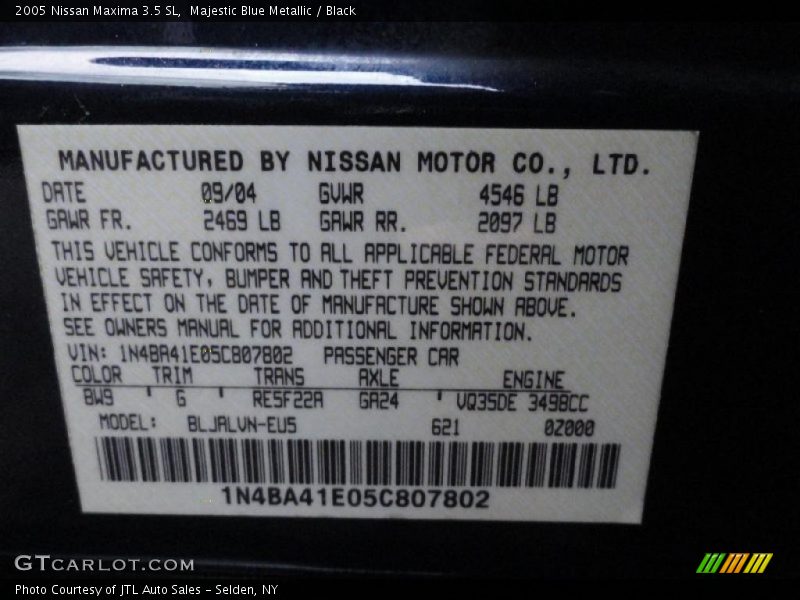 2005 Nissan Maxima 3.5 SL, Majestic Blue Metallic / Black
MANUFACTURED BY NISSAN MOTOR CO., LTD.
DATE 09/04 GVWR 4546 LB
GAWR FR. 2469 LB GAWR RR. 2097 LB
THIS VEHICLE CONFORMS TO ALL APPLICABLE FEDERAL MOTOR
VEHICLE SAFETY, BUMPER AND THEFT PREVENTION STANDARDS
IN EFFECT ON THE DATE OF MANUFACTURE SHOWN ABOVE.
SEE OWNERS MANUAL FOR ADDITIONAL INFORMATION.
VIN: 1N4BA41E05C807802 PASSENGER CAR
COLOR TRIM TRANS AXLE ENGINE
BW9 G RE5F22A GA24 VQ35DE 3498CC
MODEL: BLJALVN-EU5 621 0Z000
1N4BA41E05C807802
GTCARLOT.COM
Photo Courtesy of JTL Auto Sales - Selden, NY